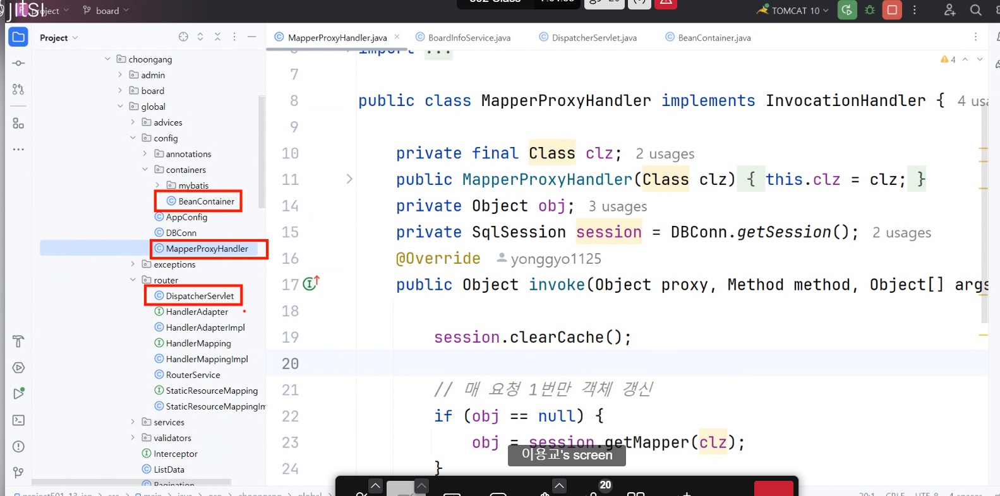 jitsi
project
board
TOMCAT 10
Project
MapperProxyHandler.java
BoardInfoService.java
DispatcherServlet.java
BeanContainer.java
choongang
admin
board
global
advices
config
annotations
containers
mybatis
BeanContainer
AppConfig
DBConn
MapperProxyHandler
exceptions
router
DispatcherServlet
HandlerAdapter
HandlerAdapterImpl
HandlerMapping
HandlerMappingImpl
RouterService
StaticResourceMapping
StaticResourceMappingIm
services
validators
Interceptor
ListData
Pagination
import ...
4
7
8 public class MapperProxyHandler implements InvocationHandler { 4 usa
9
10 private final Class clz; 2 usages
11 public MapperProxyHandler(Class clz) { this.clz = clz; }
14 private Object obj; 3 usages
15 private SqlSession session = DBConn.getSession(); 2 usages
16 @Override yonggyo1125
17 public Object invoke(Object proxy, Method method, Object[] args
18
19 session.clearCache();
20
21 // 매 요청 1번만 객체 갱신
22 if (obj == null) {
23 obj = session.getMapper(clz);
24 }
이용교's screen
20